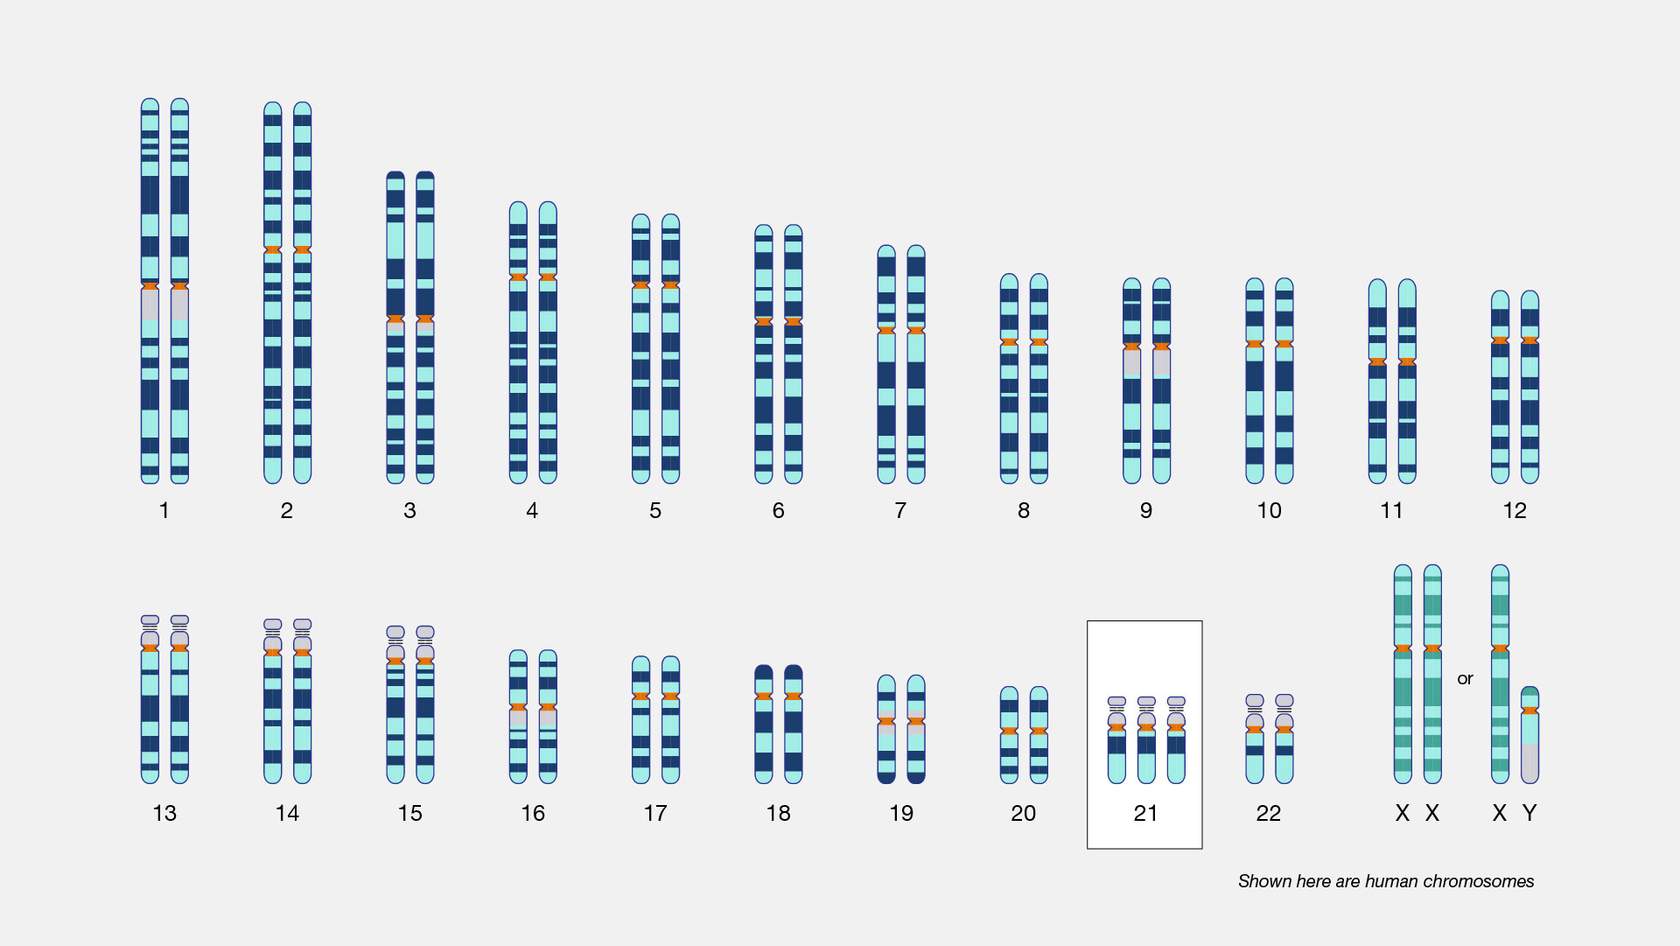 1 2 3 4 5 6 7 8 9 10 11 12
or
13 14 15 16 17 18 19 20 21 22 X X X Y
Shown here are human chromosomes